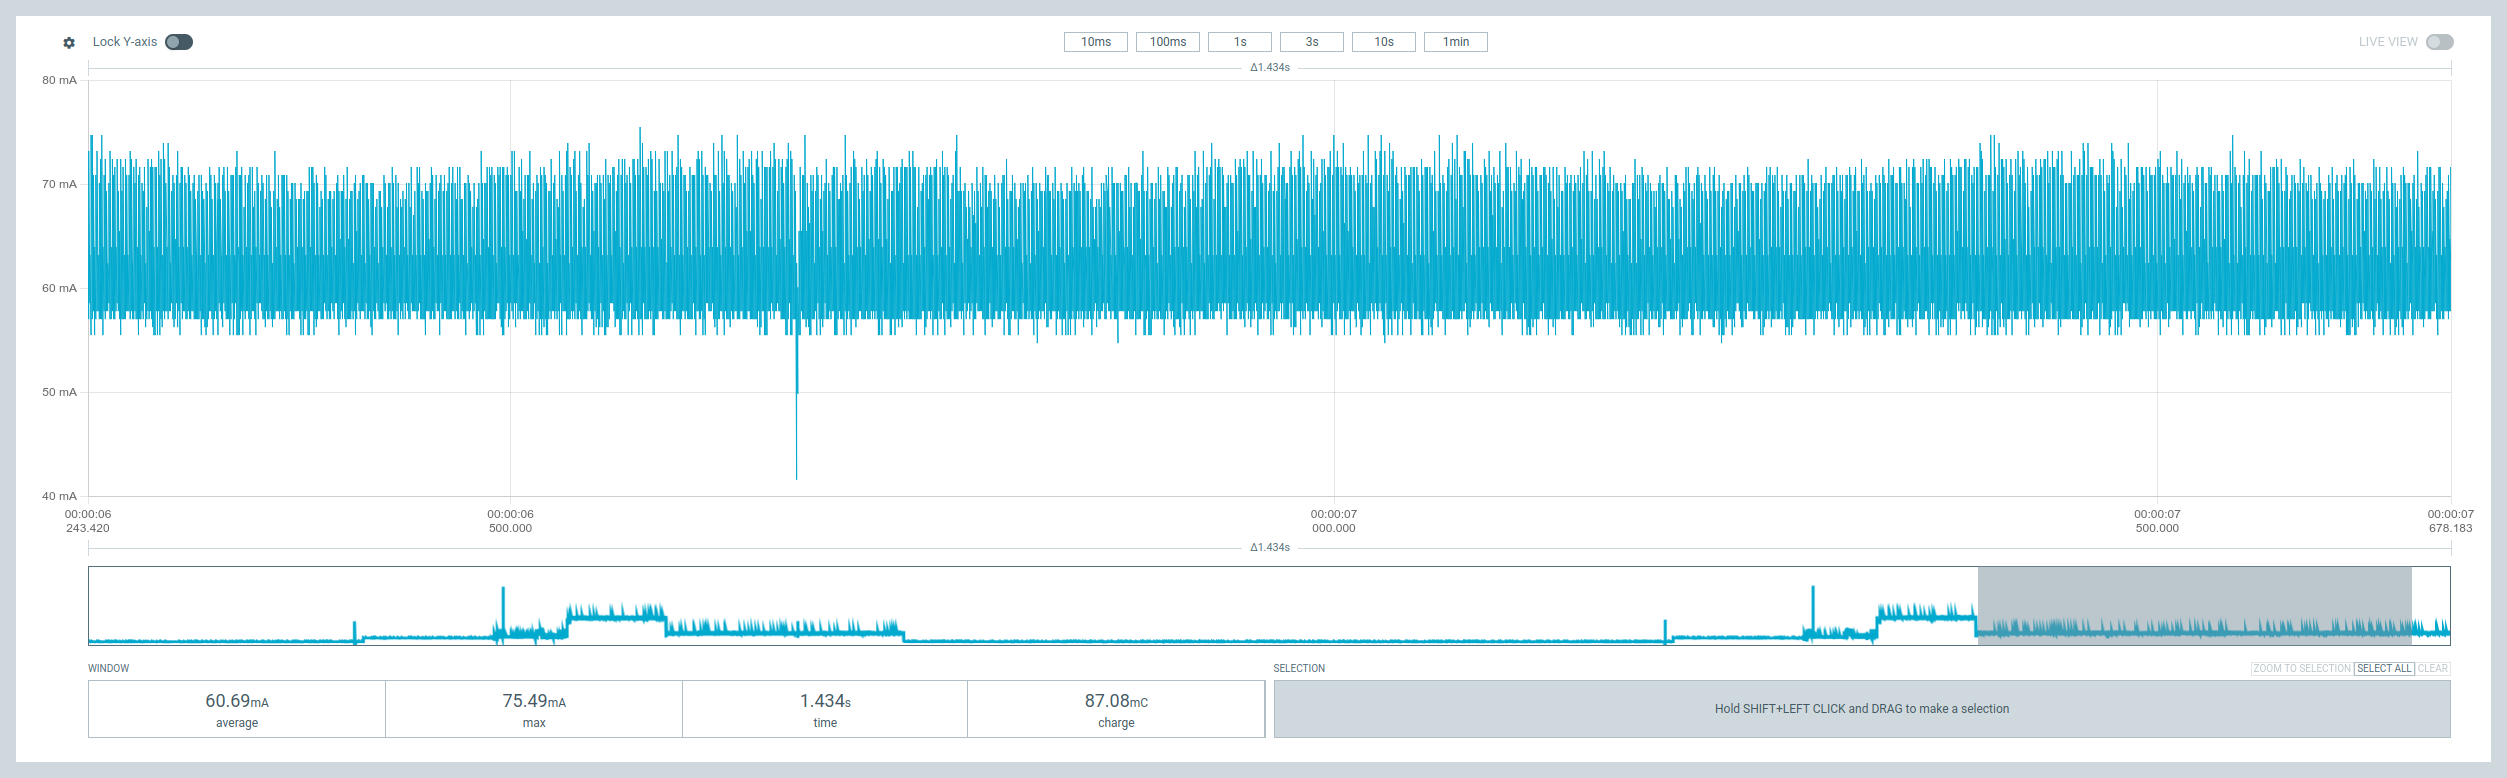 Lock Y-axis
10ms 100ms 1s 3s 10s 1min
LIVE VIEW
Δ1.434s
80 mA
70 mA
60 mA
50 mA
40 mA
00:00:06 00:00:06 00:00:07 00:00:07 00:00:07
243.420 500.000 000.000 500.000 678.183
Δ1.434s
WINDOW SELECTION ZOOM TO SELECTION SELECT ALL CLEAR
60.69mA 75.49mA 1.434s 87.08mC
average max time charge
Hold SHIFT+LEFT CLICK and DRAG to make a selection